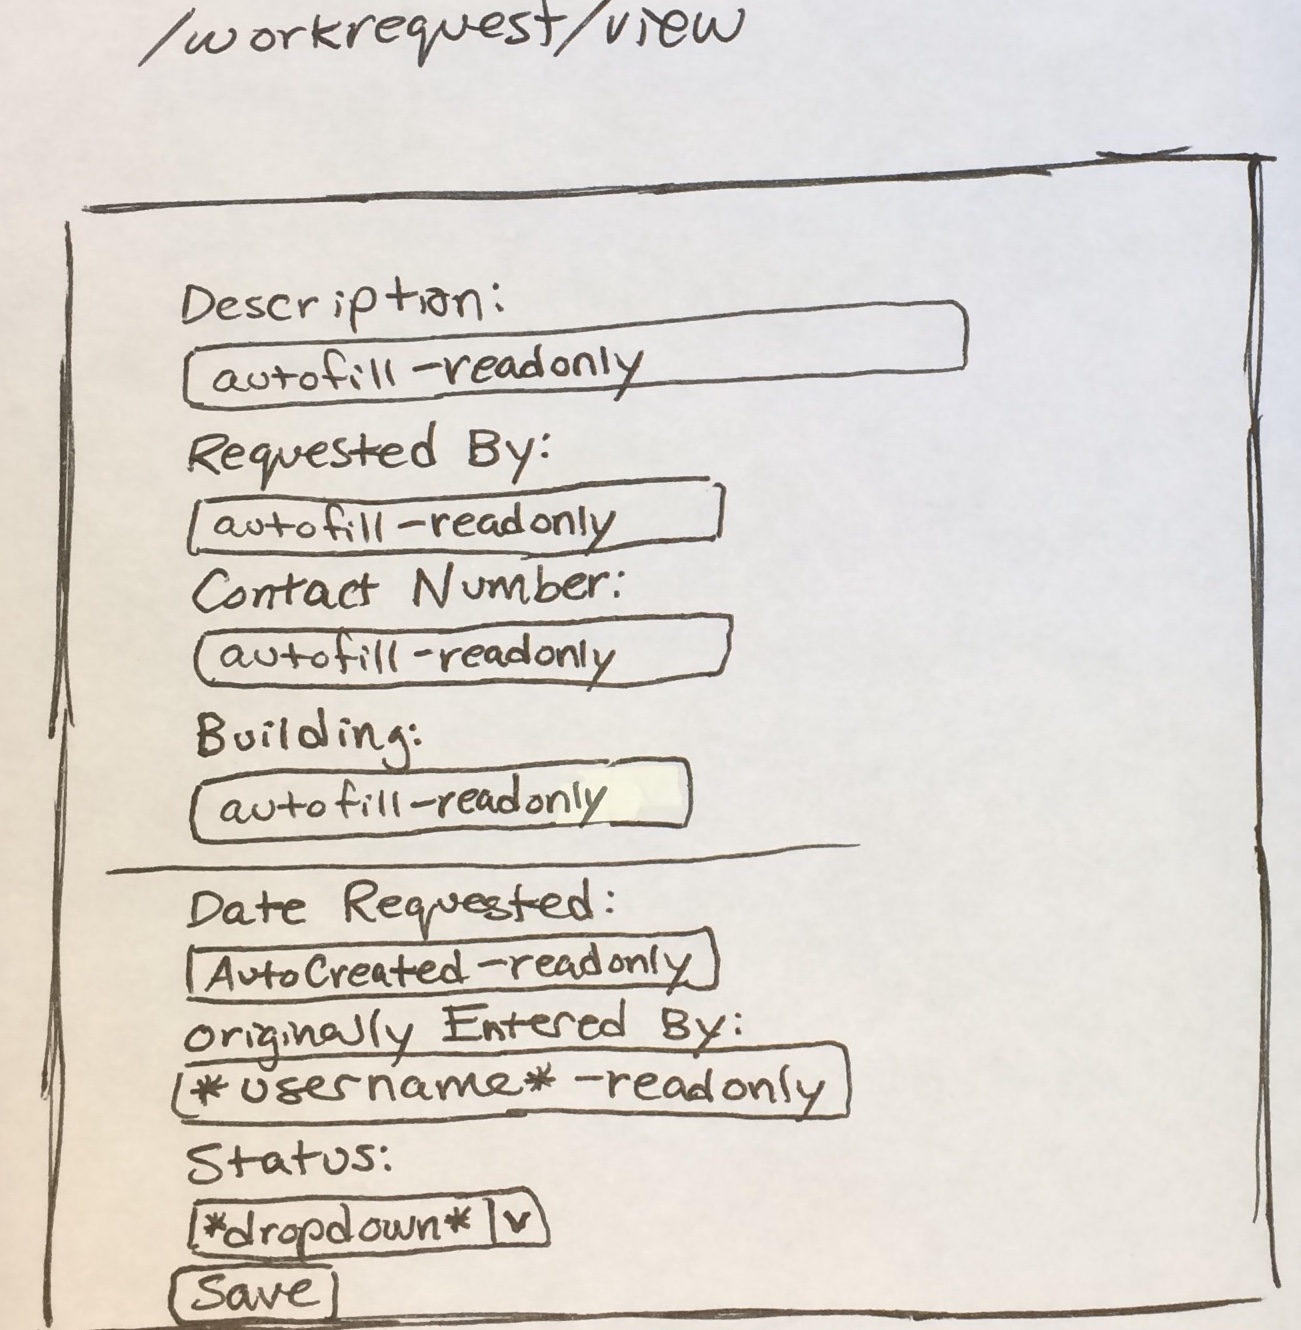 /workrequest/view
Description:
autofill-readonly
Requested By:
autofill-readonly
Contact Number:
autofill-readonly
Building:
autofill-readonly
Date Requested:
AutoCreated-readonly
originally Entered By:
*username* -readonly
Status:
*dropdown* v
Save